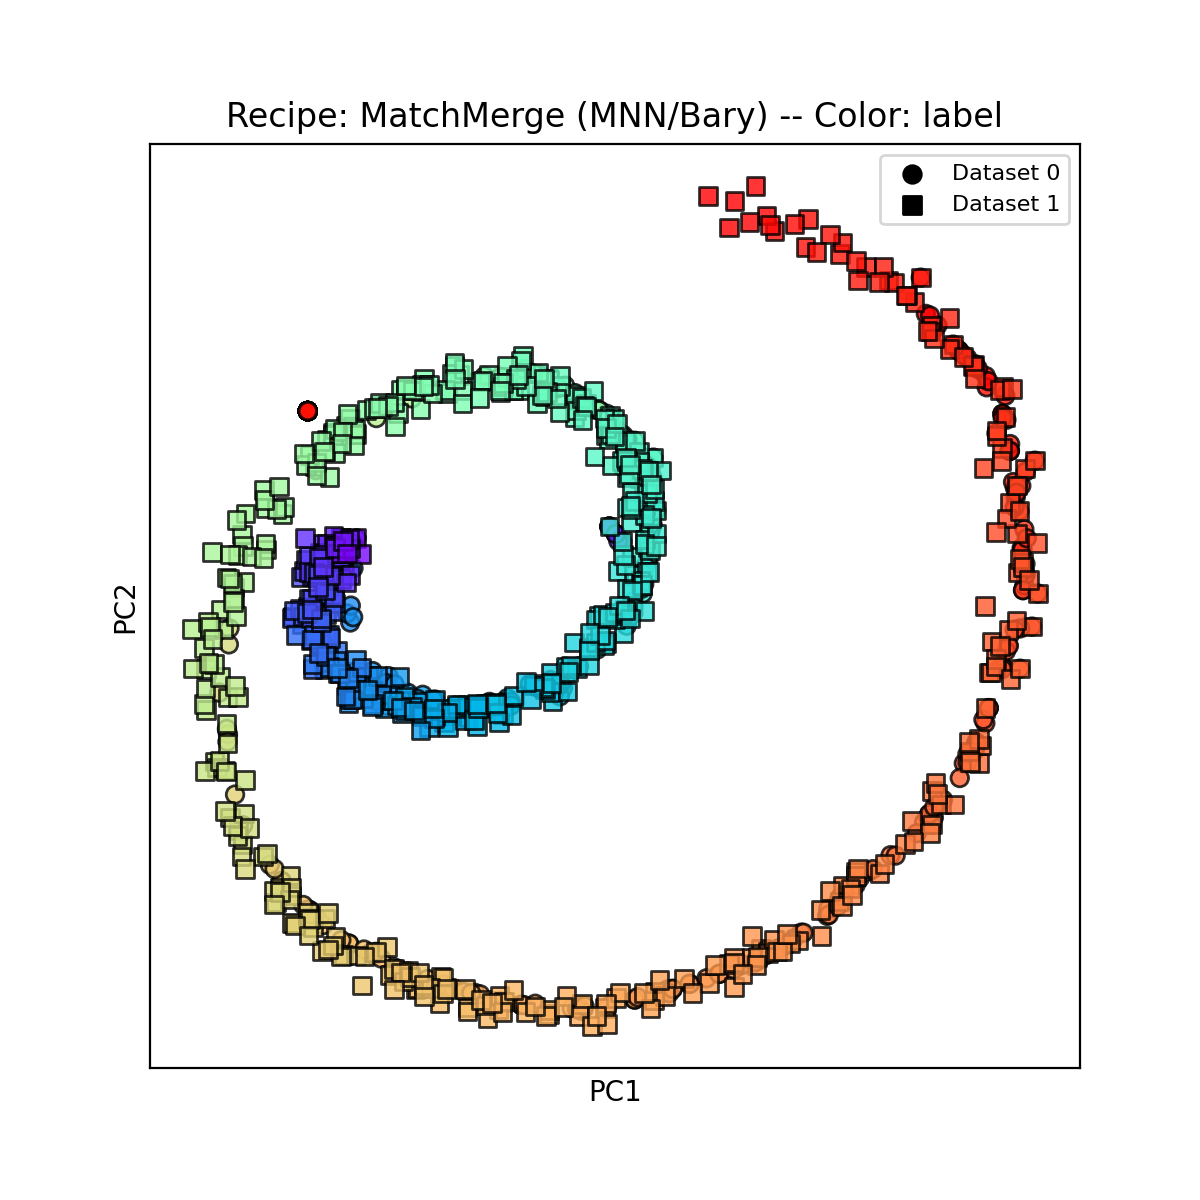 Recipe: MatchMerge (MNN/Bary) -- Color: label
Dataset 0
Dataset 1
PC2
PC1